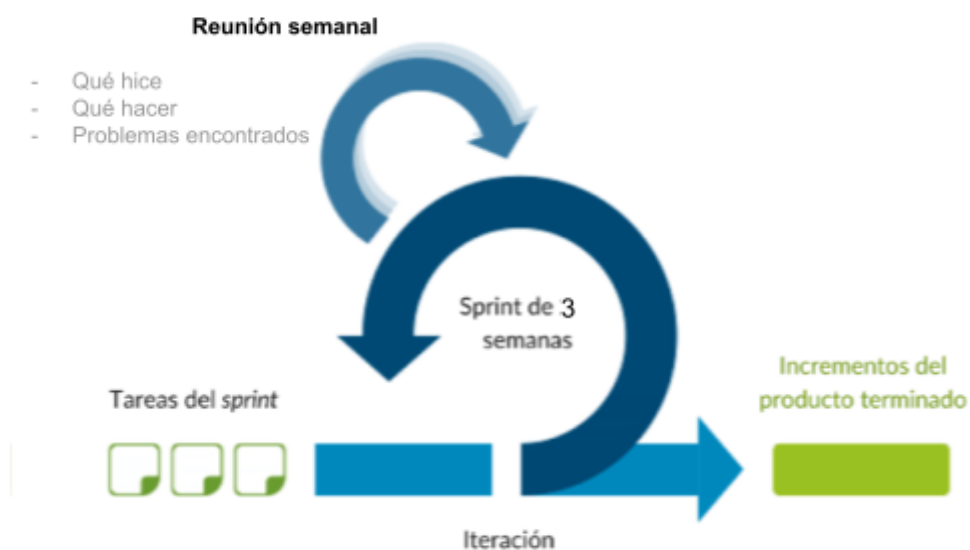 Reunión semanal
- Qué hice
- Qué hacer
- Problemas encontrados
Sprint de 3
semanas
Tareas del sprint
Incrementos del
producto terminado
Iteración